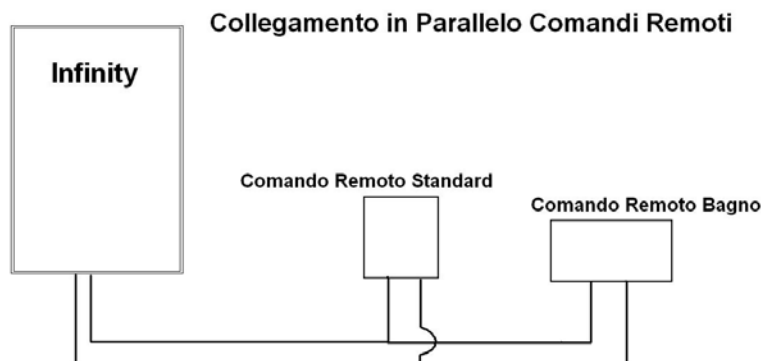 Collegamento in Parallelo Comandi Remoti
Infinity
Comando Remoto Standard
Comando Remoto Bagno